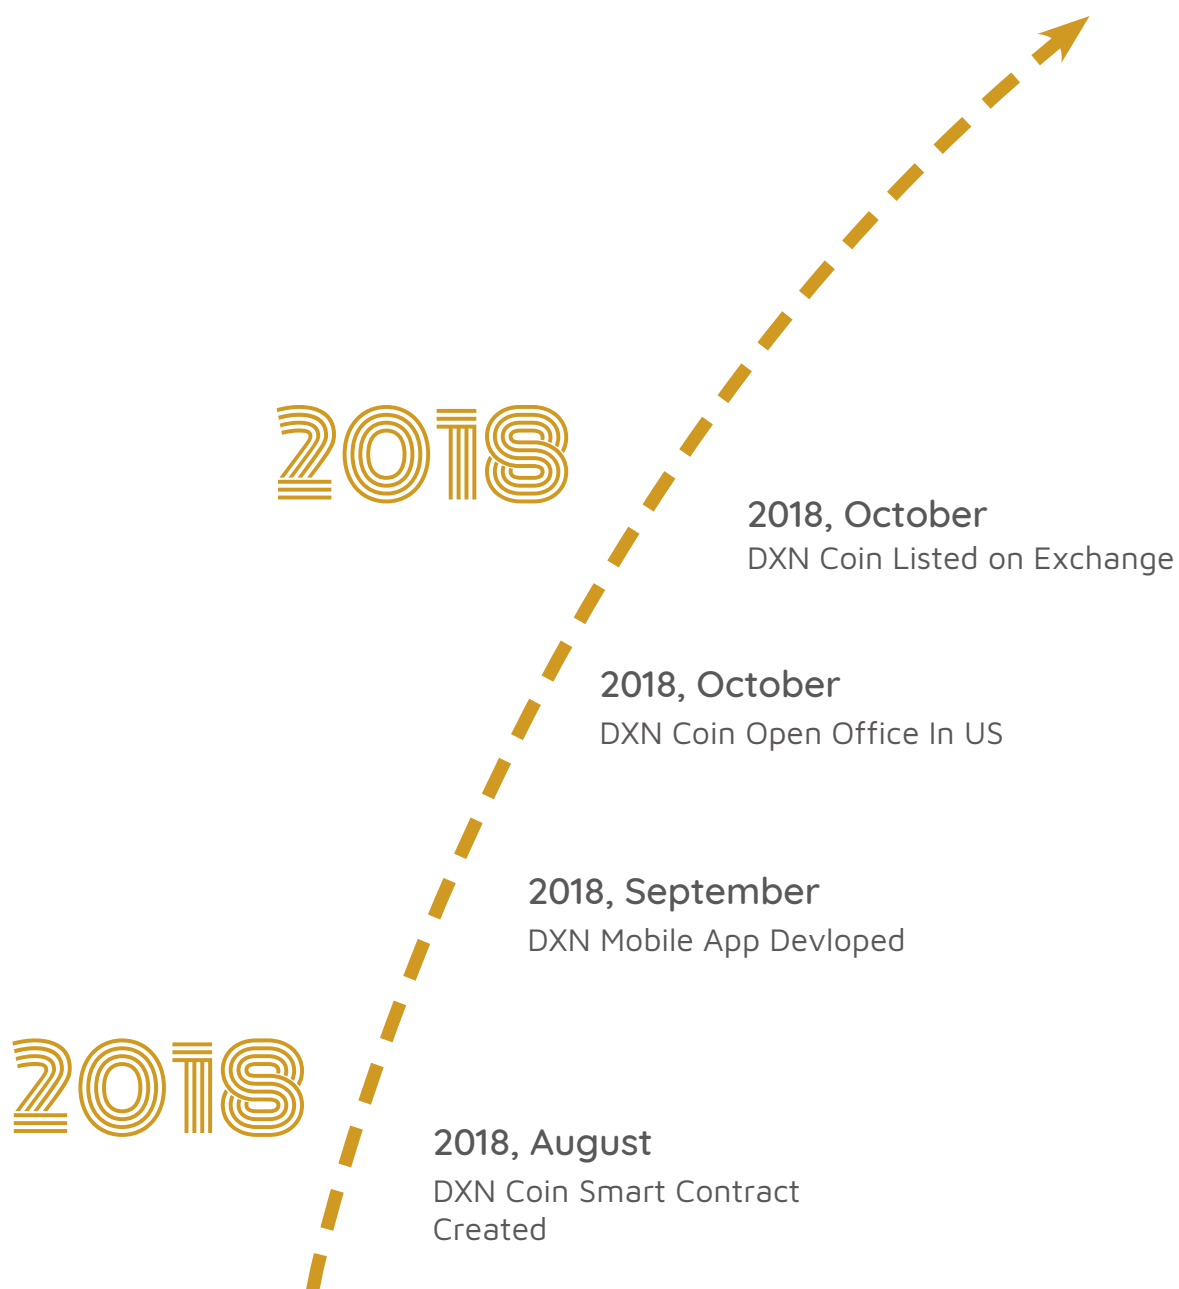 2018
2018, October
DXN Coin Listed on Exchange
2018, October
DXN Coin Open Office In US
2018, September
DXN Mobile App Devloped
2018
2018, August
DXN Coin Smart Contract
Created